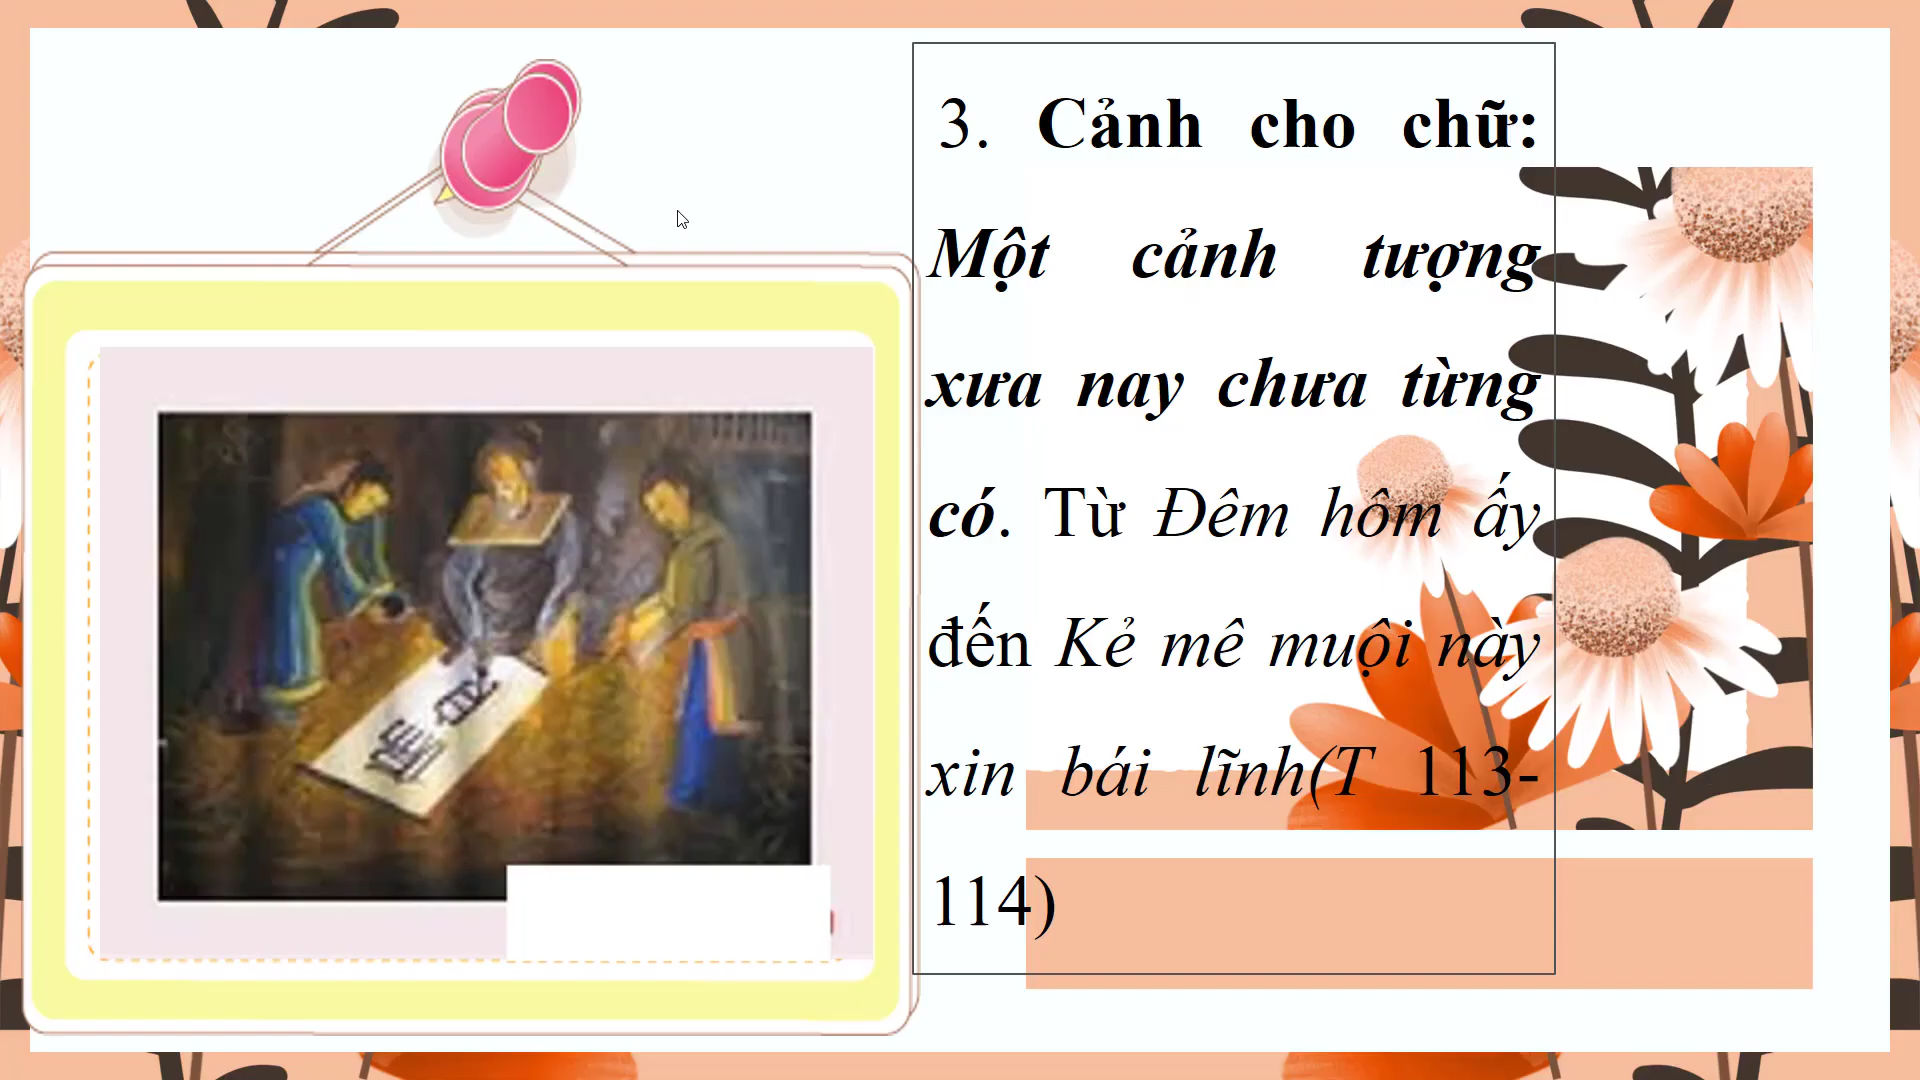 3. Cảnh cho chữ:
Một cảnh tượng
xưa nay chưa từng
có. Từ Đêm hôm ấy
đến Kẻ mê muội này
xin bái lĩnh(T 113-
114)